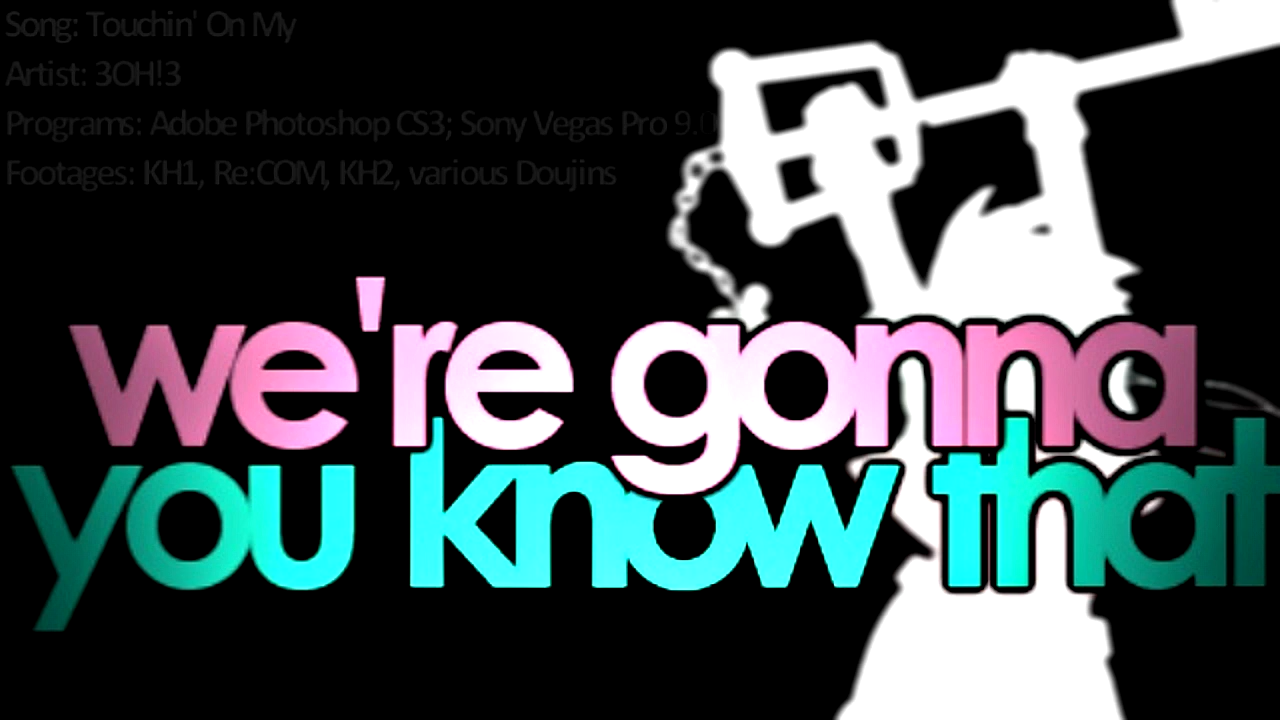 Song: Touchin' On My
Artist: 3OH!3
Programs: Adobe Photoshop CS3; Sony Vegas Pro 9.0
Footages: KH1, Re:COM, KH2, various Doujins
we're gonna
you know that